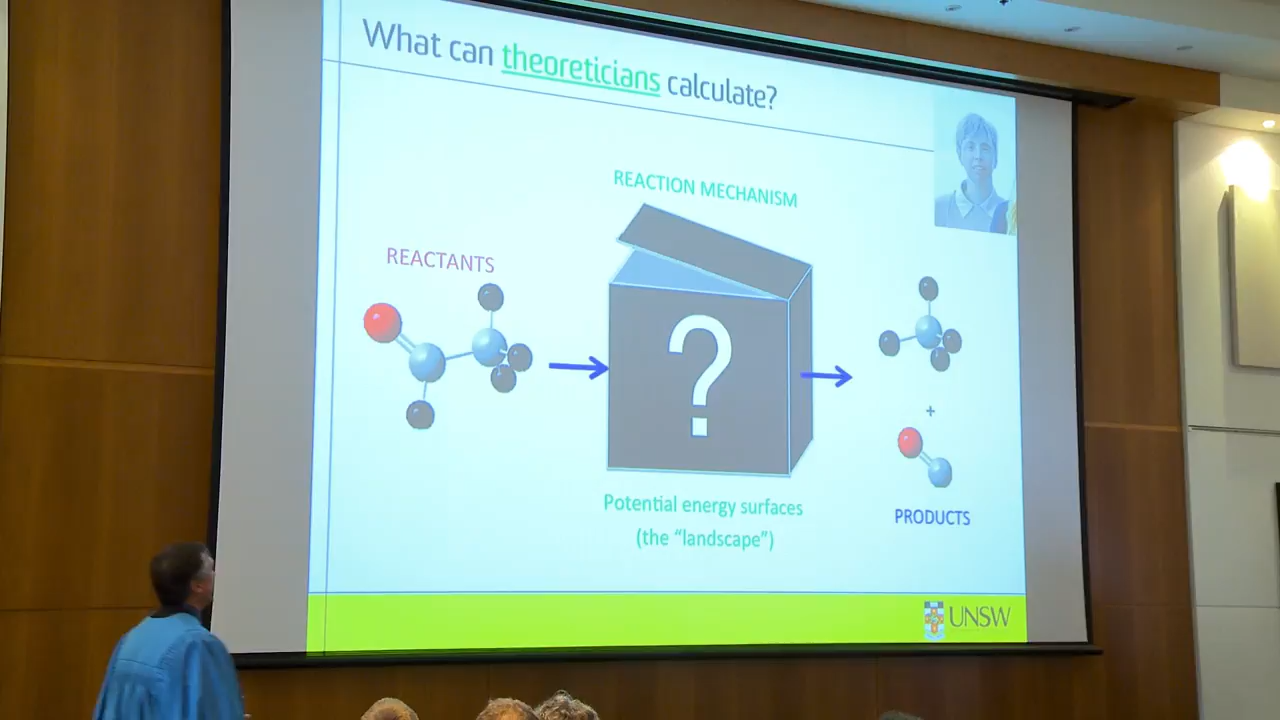 What can theoreticians calculate?
REACTION MECHANISM
REACTANTS
?
+
Potential energy surfaces
(the “landscape”)
PRODUCTS
UNSW